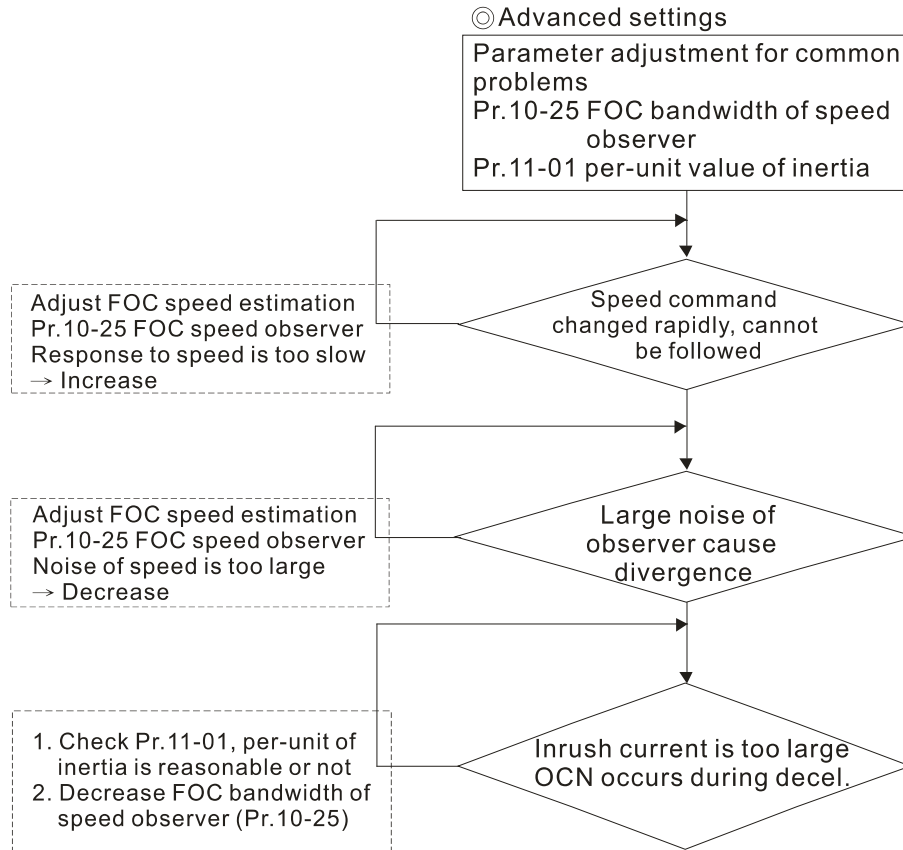 ◎ Advanced settings
Parameter adjustment for common
problems
Pr.10-25 FOC bandwidth of speed
observer
Pr.11-01 per-unit value of inertia
Adjust FOC speed estimation
Pr.10-25 FOC speed observer
Response to speed is too slow
→ Increase
Speed command
changed rapidly, cannot
be followed
Adjust FOC speed estimation
Pr.10-25 FOC speed observer
Noise of speed is too large
→ Decrease
Large noise of
observer cause
divergence
1. Check Pr.11-01, per-unit of
inertia is reasonable or not
2. Decrease FOC bandwidth of
speed observer (Pr.10-25)
Inrush current is too large
OCN occurs during decel.